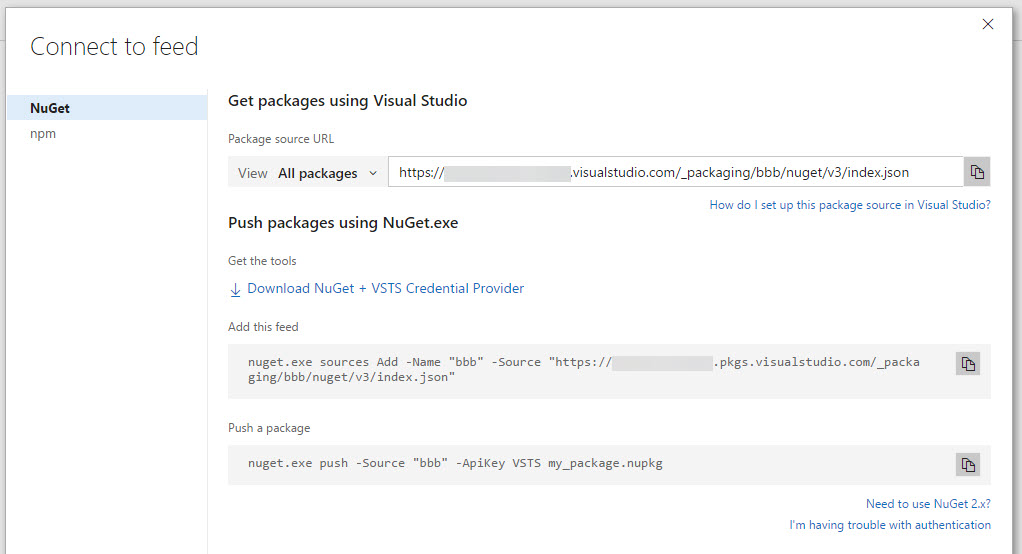 Connect to feed
NuGet
npm
Get packages using Visual Studio
Package source URL
View All packages https:// .visualstudio.com/_packaging/bbb/nuget/v3/index.json
How do I set up this package source in Visual Studio?
Push packages using NuGet.exe
Get the tools
Download NuGet + VSTS Credential Provider
Add this feed
nuget.exe sources Add -Name "bbb" -Source "https:// .pkgs.visualstudio.com/_packa
ging/bbb/nuget/v3/index.json"
Push a package
nuget.exe push -Source "bbb" -ApiKey VSTS my_package.nupkg
Need to use NuGet 2.x?
I'm having trouble with authentication